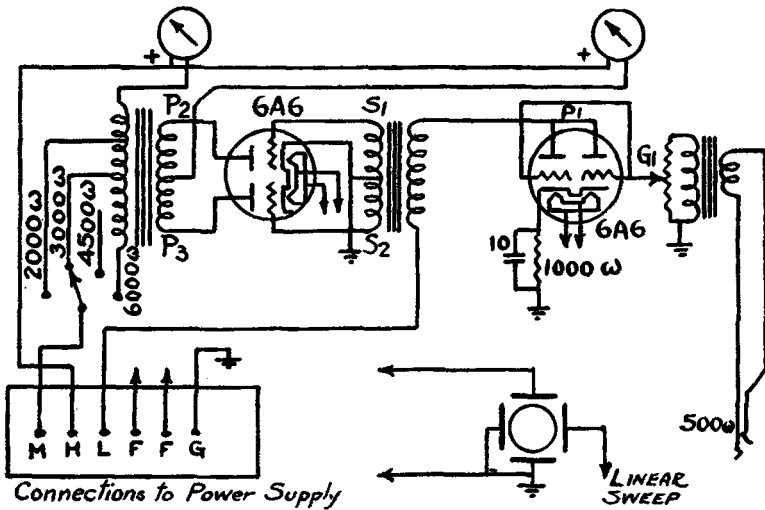 +
+
P2
6A6
S1
P1
G1
2000ω
3000ω
4500ω
6000ω
P3
S2
6A6
10
1000 ω
500ω
M H L F F G
LINEAR
SWEEP
Connections to Power Supply